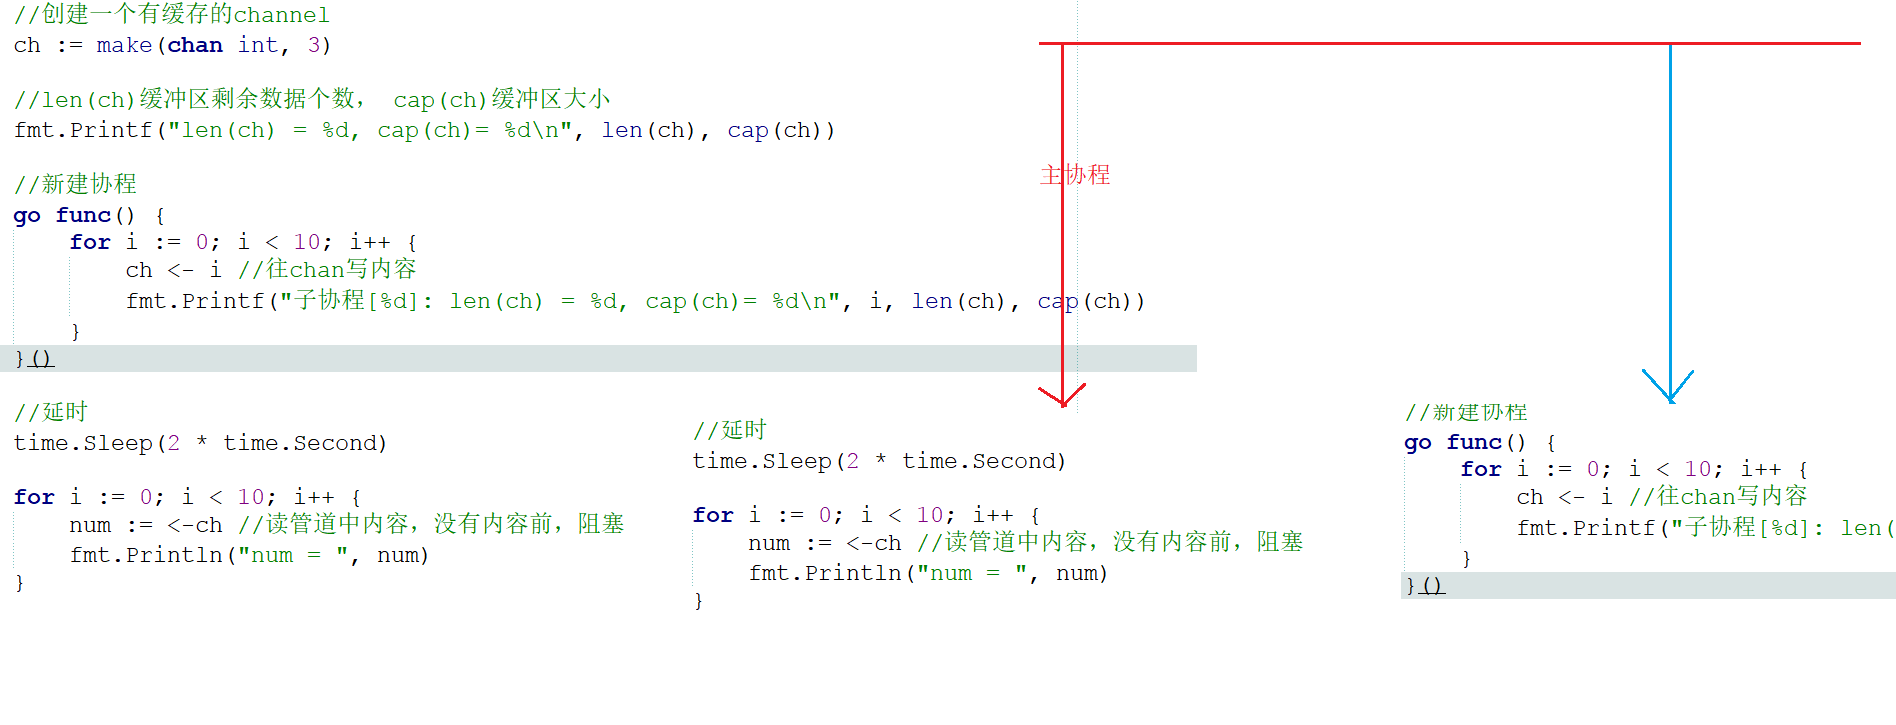 //创建一个有缓存的channel
ch := make(chan int, 3)
//len(ch)缓冲区剩余数据个数， cap(ch)缓冲区大小
fmt.Printf("len(ch) = %d, cap(ch)= %d\n", len(ch), cap(ch))
//新建协程
go func() {
for i := 0; i < 10; i++ {
ch <- i //往chan写内容
fmt.Printf("子协程[%d]: len(ch) = %d, cap(ch)= %d\n", i, len(ch), cap(ch))
}
}()
//延时
time.Sleep(2 * time.Second)
for i := 0; i < 10; i++ {
num := <-ch //读管道中内容，没有内容前，阻塞
fmt.Println("num = ", num)
}
主协程
//延时
time.Sleep(2 * time.Second)
for i := 0; i < 10; i++ {
num := <-ch //读管道中内容，没有内容前，阻塞
fmt.Println("num = ", num)
}
//新建协程
go func() {
for i := 0; i < 10; i++ {
ch <- i //往chan写内容
fmt.Printf("子协程[%d]: len(
}
}()